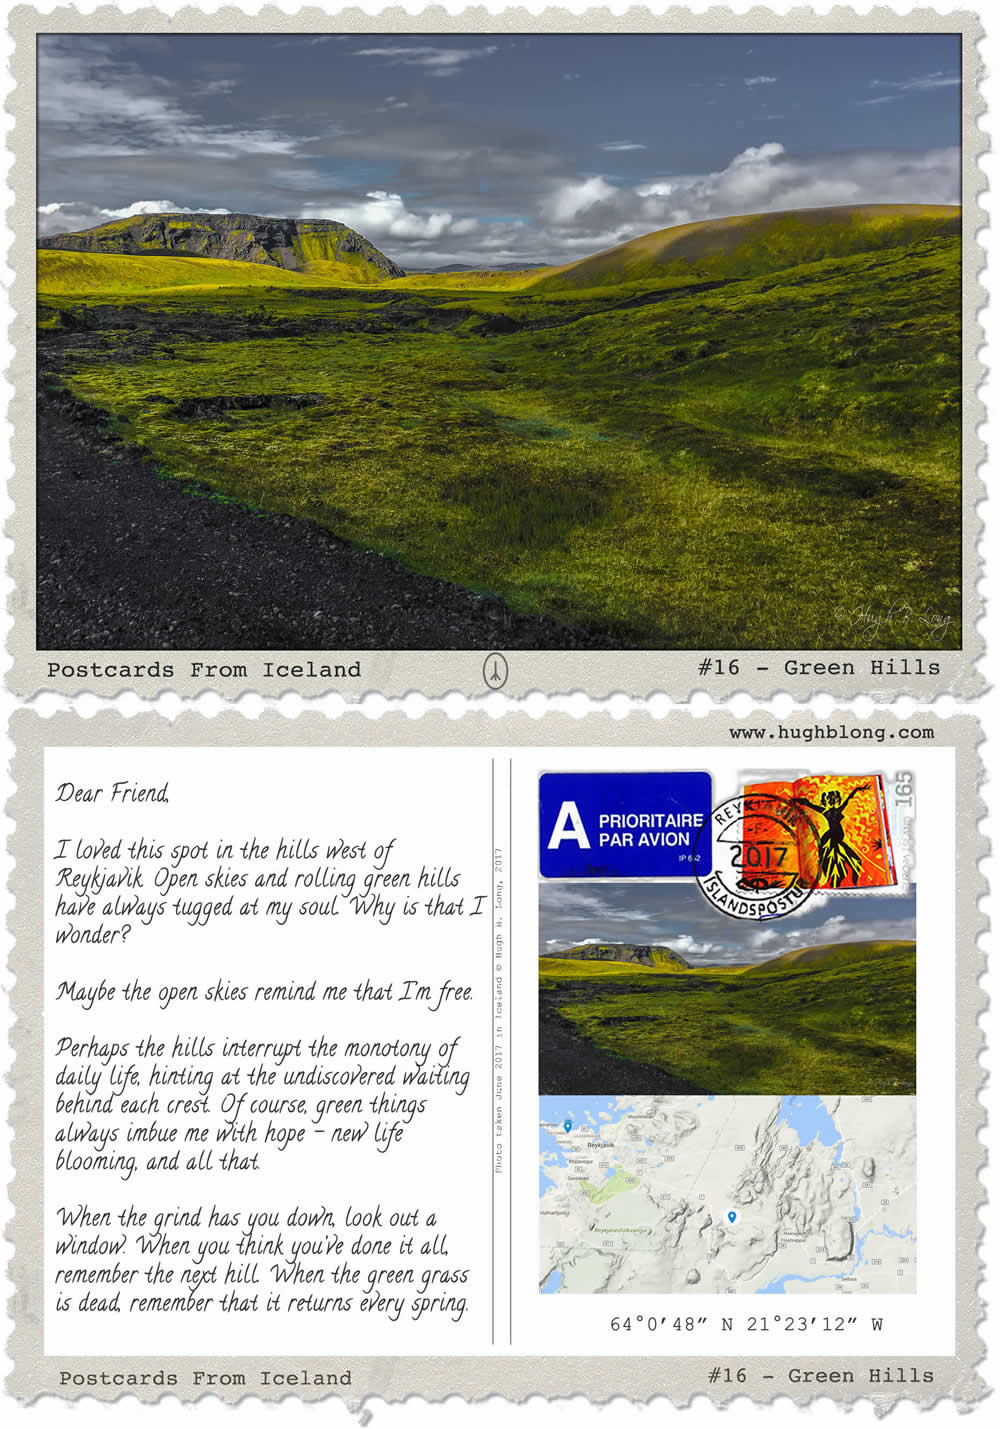 © Hugh B Long
Postcards From Iceland
#16 - Green Hills
www.hughblong.com
Dear Friend,
I loved this spot in the hills west of
Reykjavik. Open skies and rolling green hills
have always tugged at my soul. Why is that I
wonder?
Maybe the open skies remind me that I'm free.
Perhaps the hills interrupt the monotony of
daily life, hinting at the undiscovered waiting
behind each crest. Of course, green things
always imbue me with hope - new life
blooming, and all that.
When the grind has you down, look out a
window. When you think you've done it all,
remember the next hill. When the green grass
is dead, remember that it returns every spring.
Photo taken June 2017 in Iceland © Hugh B. Long, 2017
A PRIORITAIRE
PAR AVION
REYKJAVIK
2017
ÍSLANDSPÓSTUR
165
Reykjavik
Kópavogur
Selfoss
64°0'48" N 21°23'12" W
Postcards From Iceland
#16 - Green Hills